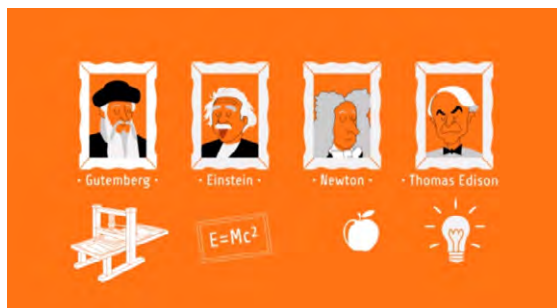 · Gutemberg ·
· Einstein ·
· Newton ·
· Thomas Edison ·
E=Mc²